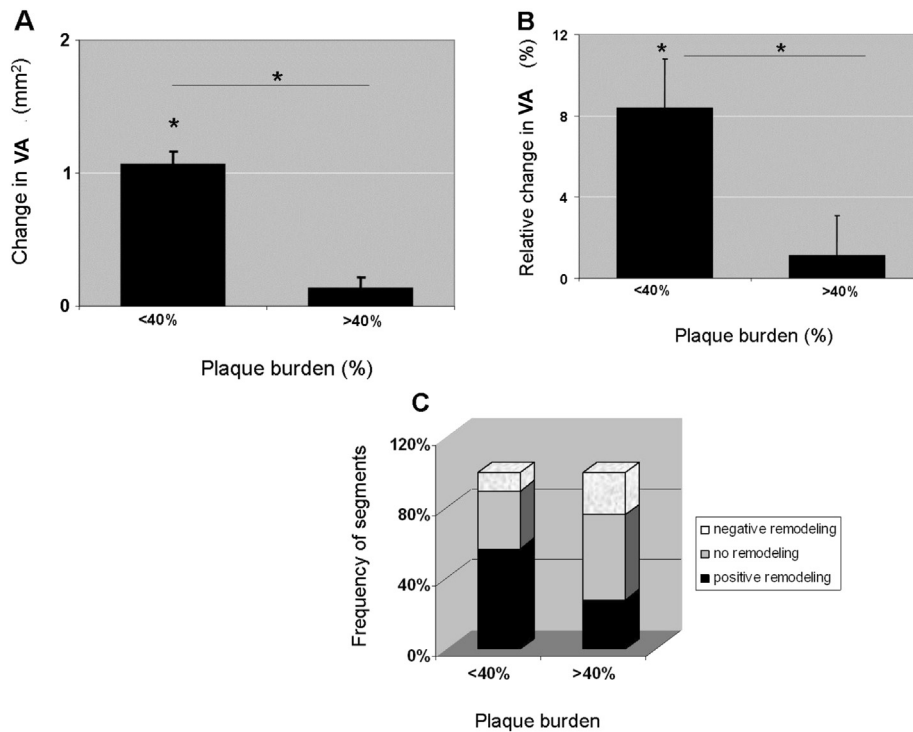 A
Change in VA . (mm²)
2
1
0
*
*
<40%
>40%
Plaque burden (%)
B
Relative change in VA (%)
12
8
4
0
*
*
<40%
>40%
Plaque burden (%)
C
Frequency of segments
120%
80%
40%
0%
<40%
>40%
Plaque burden
negative remodeling
no remodeling
positive remodeling